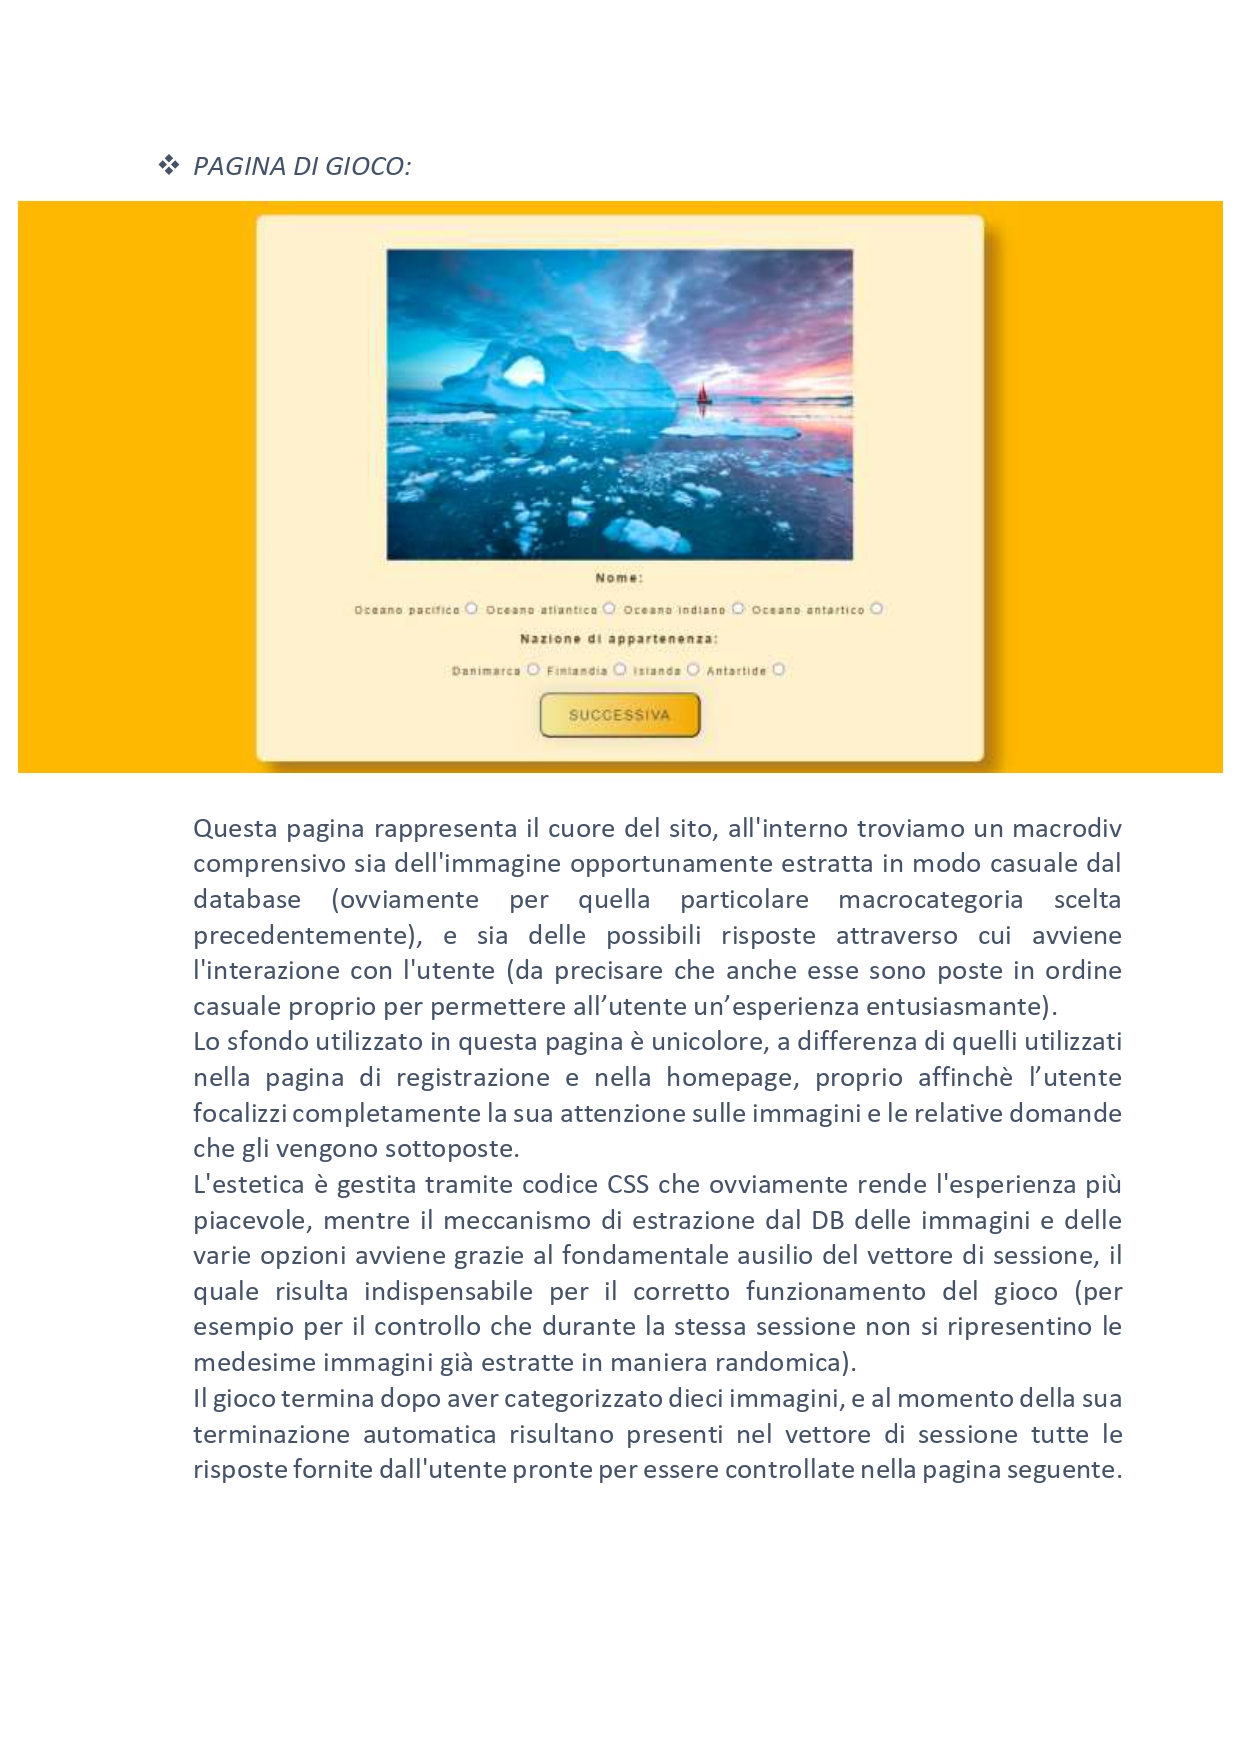 ❖ PAGINA DI GIOCO:
Nome:
Oceano pacifico Oceano atlantico Oceano indiano Oceano antartico
Nazione di appartenenza:
Danimarca Finlandia Islanda Antartide
SUCCESSIVA
Questa pagina rappresenta il cuore del sito, all'interno troviamo un macrodiv
comprensivo sia dell'immagine opportunamente estratta in modo casuale dal
database (ovviamente per quella particolare macrocategoria scelta
precedentemente), e sia delle possibili risposte attraverso cui avviene
l'interazione con l'utente (da precisare che anche esse sono poste in ordine
casuale proprio per permettere all’utente un’esperienza entusiasmante).
Lo sfondo utilizzato in questa pagina è unicolore, a differenza di quelli utilizzati
nella pagina di registrazione e nella homepage, proprio affinchè l’utente
focalizzi completamente la sua attenzione sulle immagini e le relative domande
che gli vengono sottoposte.
L'estetica è gestita tramite codice CSS che ovviamente rende l'esperienza più
piacevole, mentre il meccanismo di estrazione dal DB delle immagini e delle
varie opzioni avviene grazie al fondamentale ausilio del vettore di sessione, il
quale risulta indispensabile per il corretto funzionamento del gioco (per
esempio per il controllo che durante la stessa sessione non si ripresentino le
medesime immagini già estratte in maniera randomica).
Il gioco termina dopo aver categorizzato dieci immagini, e al momento della sua
terminazione automatica risultano presenti nel vettore di sessione tutte le
risposte fornite dall'utente pronte per essere controllate nella pagina seguente.